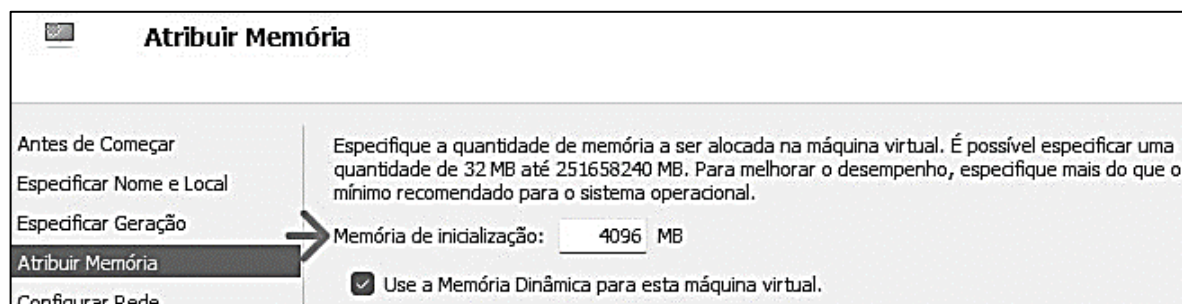 Atribuir Memória
Antes de Começar
Especificar Nome e Local
Especificar Geração
Atribuir Memória
Configurar Rede
Especifique a quantidade de memória a ser alocada na máquina virtual. É possível especificar uma
quantidade de 32 MB até 251658240 MB. Para melhorar o desempenho, especifique mais do que o
mínimo recomendado para o sistema operacional.
Memória de inicialização: 4096 MB
Use a Memória Dinâmica para esta máquina virtual.